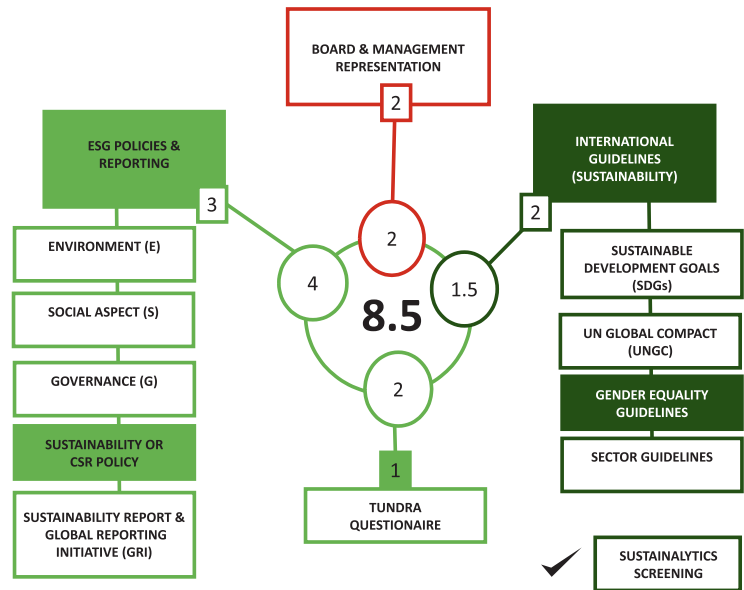 BOARD & MANAGEMENT
REPRESENTATION
2
ESG POLICIES &
REPORTING
3
ENVIRONMENT (E)
SOCIAL ASPECT (S)
GOVERNANCE (G)
SUSTAINABILITY OR
CSR POLICY
SUSTAINABILITY REPORT &
GLOBAL REPORTING
INITIATIVE (GRI)
2
4
1.5
8.5
2
1
TUNDRA
QUESTIONAIRE
INTERNATIONAL
GUIDELINES
(SUSTAINABILITY)
2
SUSTAINABLE
DEVELOPMENT GOALS
(SDGs)
UN GLOBAL COMPACT
(UNGC)
GENDER EQUALITY
GUIDELINES
SECTOR GUIDELINES
SUSTAINALYTICS
SCREENING